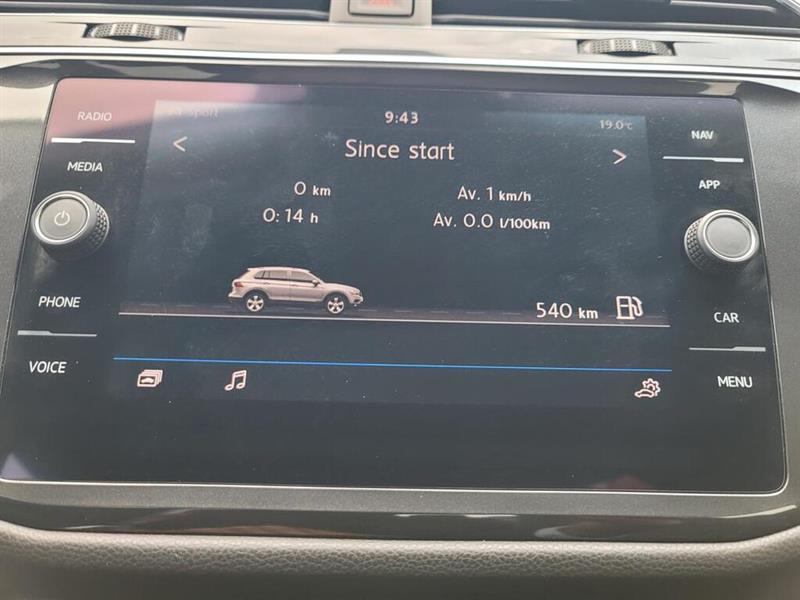 RADIO
MEDIA
PHONE
VOICE
9:43
19.0°C
< Since start >
0 km
0:14 h
Av. 1 km/h
Av. 0.0 l/100km
540 km
NAV
APP
CAR
MENU